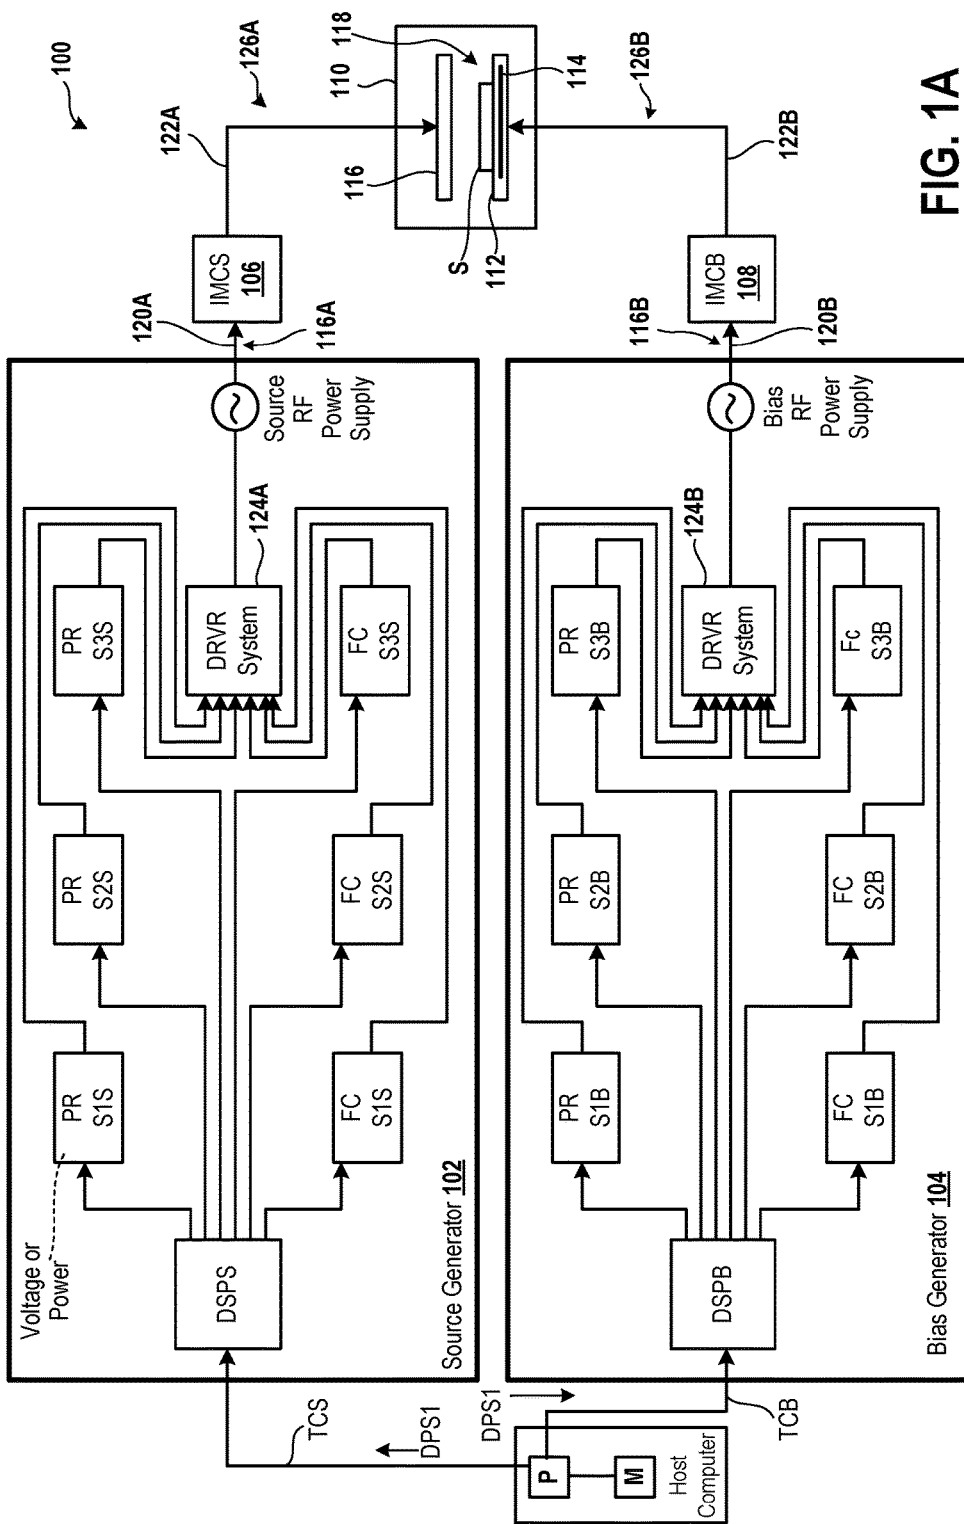 100
126A
122A
118
110
116
S
112
114
126B
122B
IMCS
106
120A
116A
IMCB
108
116B
120B
Voltage or
Power
PR
S1S
PR
S2S
PR
S3S
DSPS
DRVR
System
124A
Source
RF
Power
Supply
FC
S1S
FC
S2S
FC
S3S
Source Generator 102
PR
S1B
PR
S2B
PR
S3B
DSPB
DRVR
System
124B
Bias
RF
Power
Supply
FC
S1B
FC
S2B
Fc
S3B
Bias Generator 104
TCS
DPS1
DPS1
TCB
P
M
Host
Computer
FIG. 1A